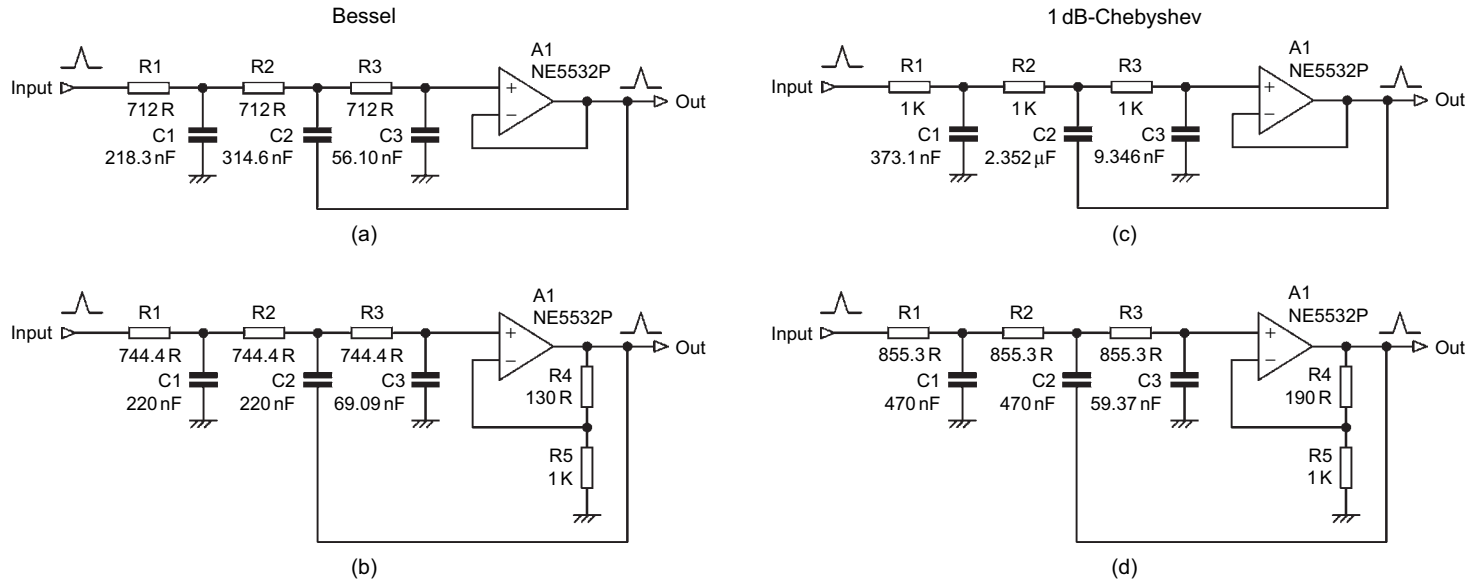 Bessel
A1
NE5532P
Input
R1
R2
R3
+
−
Out
712 R
712 R
712 R
C1
C2
C3
218.3 nF
314.6 nF
56.10 nF
(a)
1 dB-Chebyshev
A1
NE5532P
Input
R1
R2
R3
+
−
Out
1 K
1 K
1 K
C1
C2
C3
373.1 nF
2.352 µF
9.346 nF
(c)
A1
NE5532P
Input
R1
R2
R3
+
−
Out
744.4 R
744.4 R
744.4 R
C1
C2
C3
220 nF
220 nF
69.09 nF
R4
130 R
R5
1 K
(b)
A1
NE5532P
Input
R1
R2
R3
+
−
Out
855.3 R
855.3 R
855.3 R
C1
C2
C3
470 nF
470 nF
59.37 nF
R4
190 R
R5
1 K
(d)